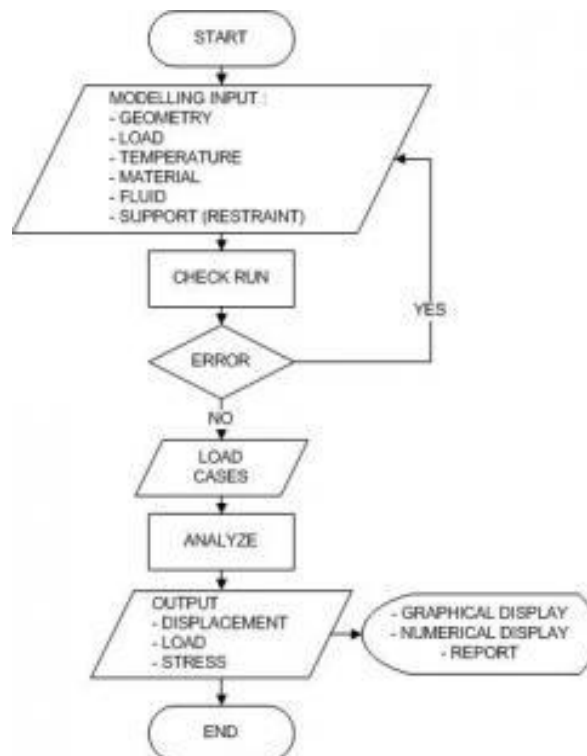 START
MODELLING INPUT :
- GEOMETRY
- LOAD
- TEMPERATURE
- MATERIAL
- FLUID
- SUPPORT (RESTRAINT)
CHECK RUN
YES
ERROR
NO
LOAD
CASES
ANALYZE
OUTPUT
- DISPLACEMENT
- LOAD
- STRESS
- GRAPHICAL DISPLAY
- NUMERICAL DISPLAY
- REPORT
END